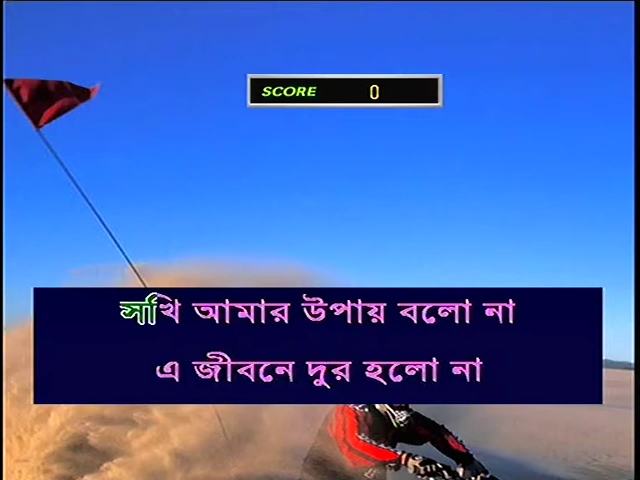 SCORE 0
সখি আমার উপায় বলো না
এ জীবনে দুর হলো না